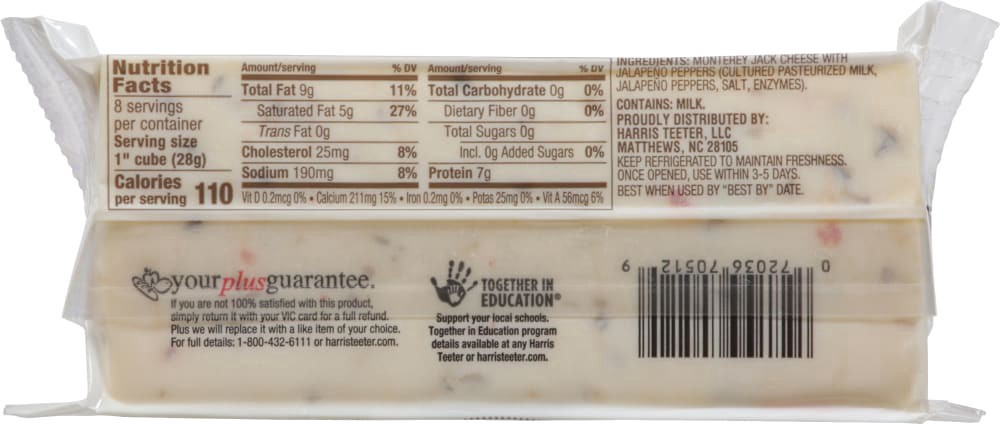 Nutrition
Facts
8 servings
per container
Serving size
1" cube (28g)
Calories
per serving 110
Amount/serving % DV
Total Fat 9g 11%
Saturated Fat 5g 27%
Trans Fat 0g
Cholesterol 25mg 8%
Sodium 190mg 8%
Amount/serving % DV
Total Carbohydrate 0g 0%
Dietary Fiber 0g 0%
Total Sugars 0g
Incl. 0g Added Sugars 0%
Protein 7g
Vit D 0.2mcg 0% • Calcium 211mg 15% • Iron 0.2mg 0% • Potas 25mg 0% • Vit A 56mcg 6%
INGREDIENTS: MONTEREY JACK CHEESE WITH
JALAPEÑO PEPPERS (CULTURED PASTEURIZED MILK,
JALAPEÑO PEPPERS, SALT, ENZYMES).
CONTAINS: MILK.
PROUDLY DISTRIBUTED BY:
HARRIS TEETER, LLC
MATTHEWS, NC 28105
KEEP REFRIGERATED TO MAINTAIN FRESHNESS.
ONCE OPENED, USE WITHIN 3-5 DAYS.
BEST WHEN USED BY "BEST BY" DATE.
yourplusguarantee.
If you are not 100% satisfied with this product,
simply return it with your VIC card for a full refund.
Plus we will replace it with a like item of your choice.
For full details: 1-800-432-6111 or harristeeter.com.
TOGETHER IN
EDUCATION®
Support your local schools.
Together in Education program
details available at any Harris
Teeter or harristeeter.com.
0 72036 70512 9